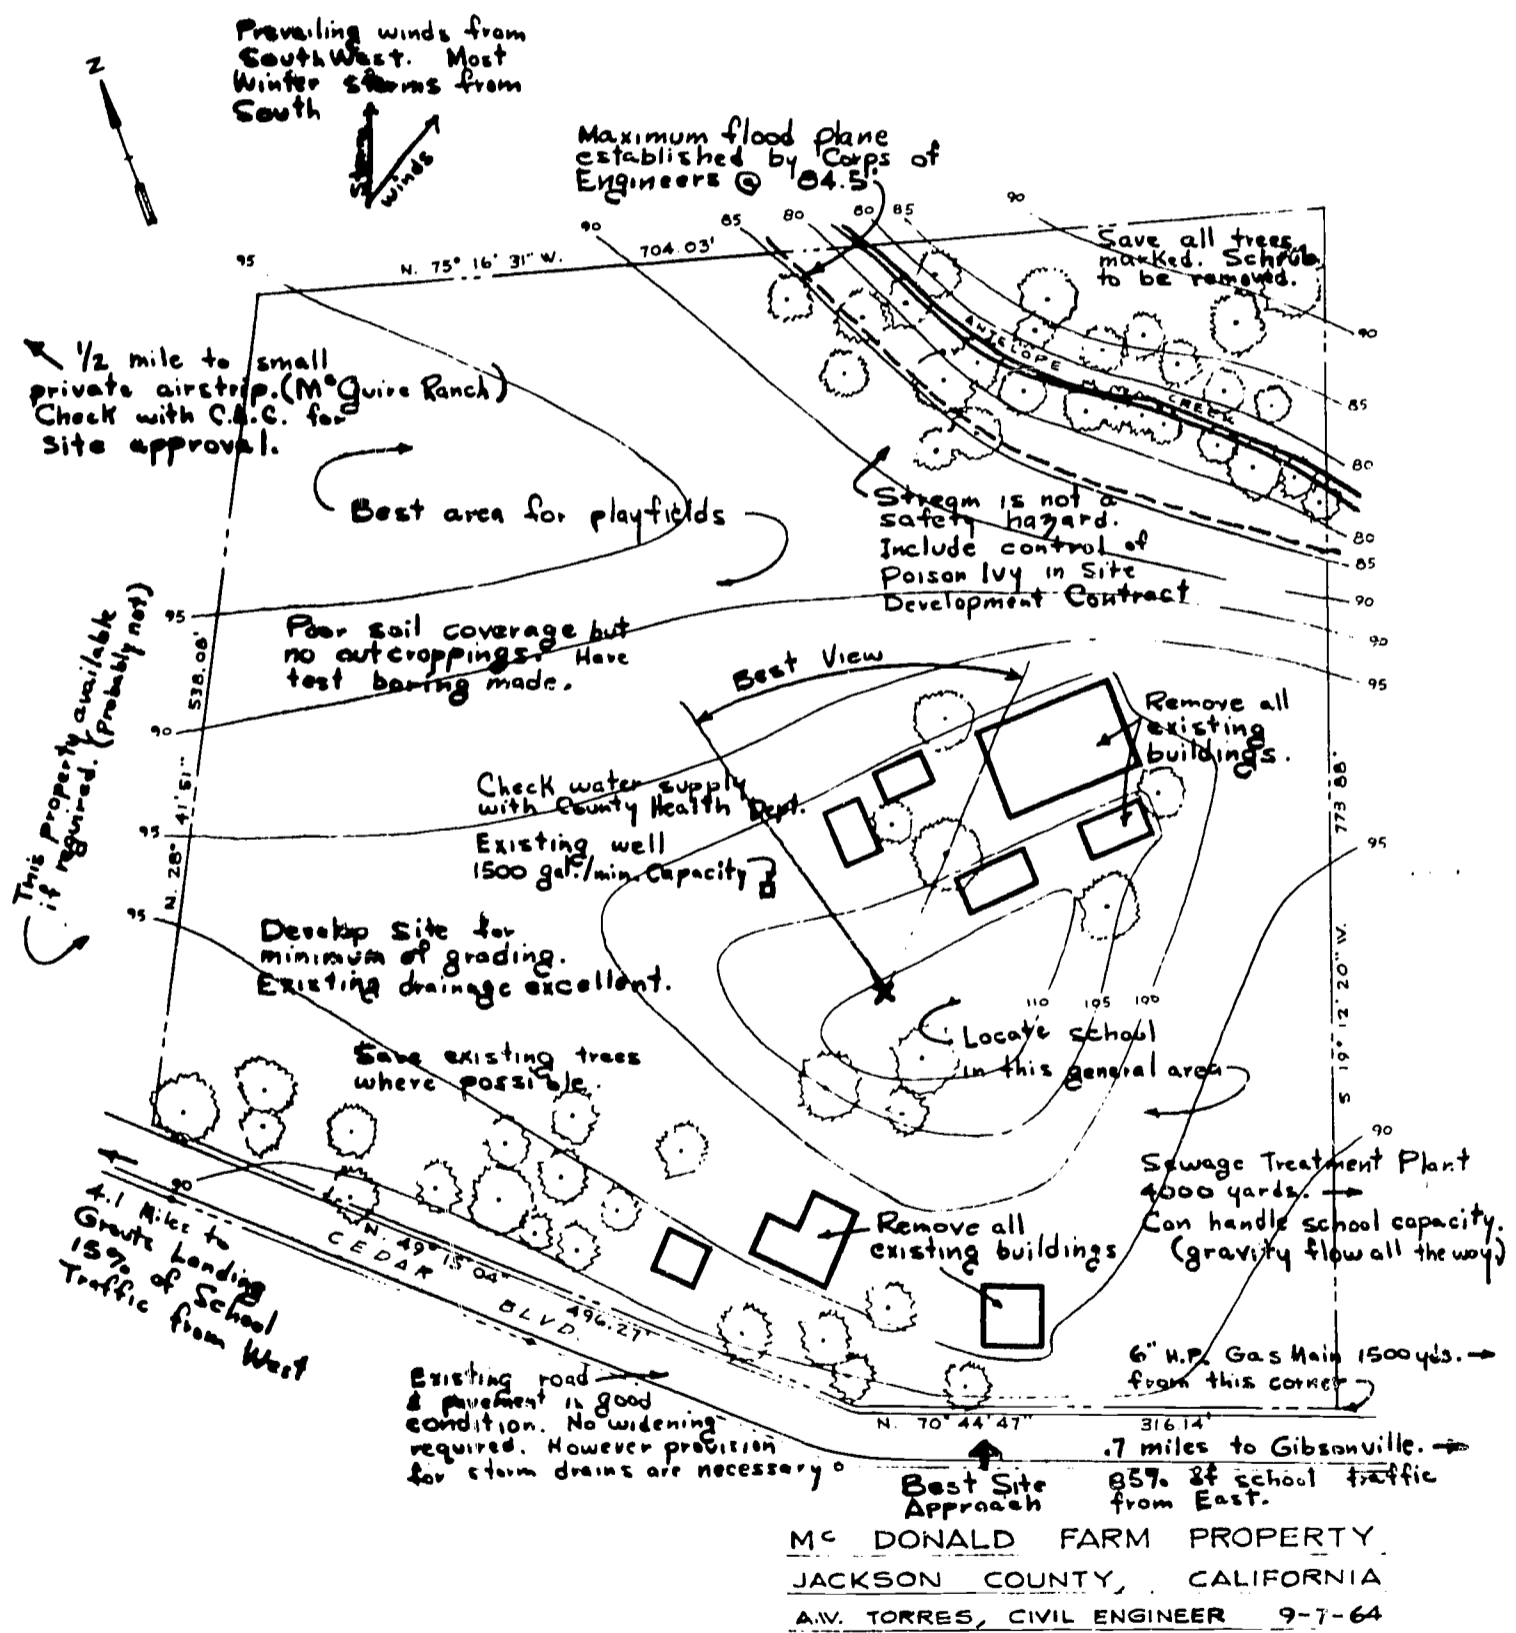 Prevailing winds from
SouthWest. Most
Winter storms from
South
N
Storm
winds
Maximum flood plane
established by Corps of
Engineers @ 84.5'
90
85
80
80
85
90
95
N. 75° 16' 31" W.
704.03'
Save all trees
marked. Schrub
to be removed.
ANTELOPE
CREEK
90
85
80
80
85
90
90
95
1/2 mile to small
private airstrip. (McGuire Ranch)
Check with C.A.C. for
site approval.
Best area for playfields
Stream is not a
safety hazard.
Include control of
Poison Ivy in Site
Development Contract
This property available
if required. (Probably not)
95
90
95
95
N. 28° 41' 51"
538.08'
Poor soil coverage but
no outcroppings. Have
test boring made.
Best View
Remove all
existing
buildings.
Check water supply
with County Health Dept.
Existing well
1500 gal./min. Capacity
773 88'
S 19° 12' 20" W.
95
Develop site for
minimum of grading.
Existing drainage excellent.
110
105
100
Locate school
in this general area
Save existing trees
where possible.
90
90
Sewage Treatment Plant
4000 yards.
Can handle school capacity.
(gravity flow all the way)
4.1 Miles to
Grouts Landing
15% of School
Traffic from West
N. 49° 15' 04"
496.27'
CEDAR BLVD.
Remove all
existing buildings
6" H.P. Gas Main 1500 yds.
from this corner
Existing road
& pavement in good
condition. No widening
required. However provision
for storm drains are necessary.
N. 70° 44' 47"
316.14'
.7 miles to Gibsonville.
85% of school traffic
from East.
Best Site
Approach
Mc DONALD FARM PROPERTY
JACKSON COUNTY, CALIFORNIA
A.W. TORRES, CIVIL ENGINEER 9-7-64